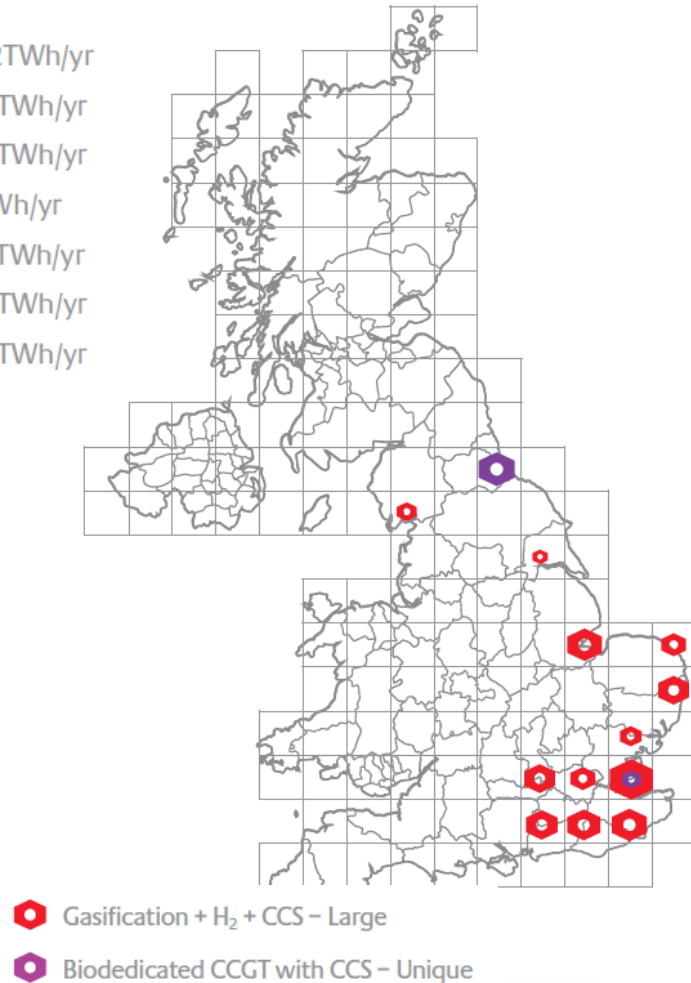 TWh/yr
TWh/yr
TWh/yr
Wh/yr
TWh/yr
TWh/yr
TWh/yr
Gasification + H₂ + CCS – Large
Biodedicated CCGT with CCS – Unique